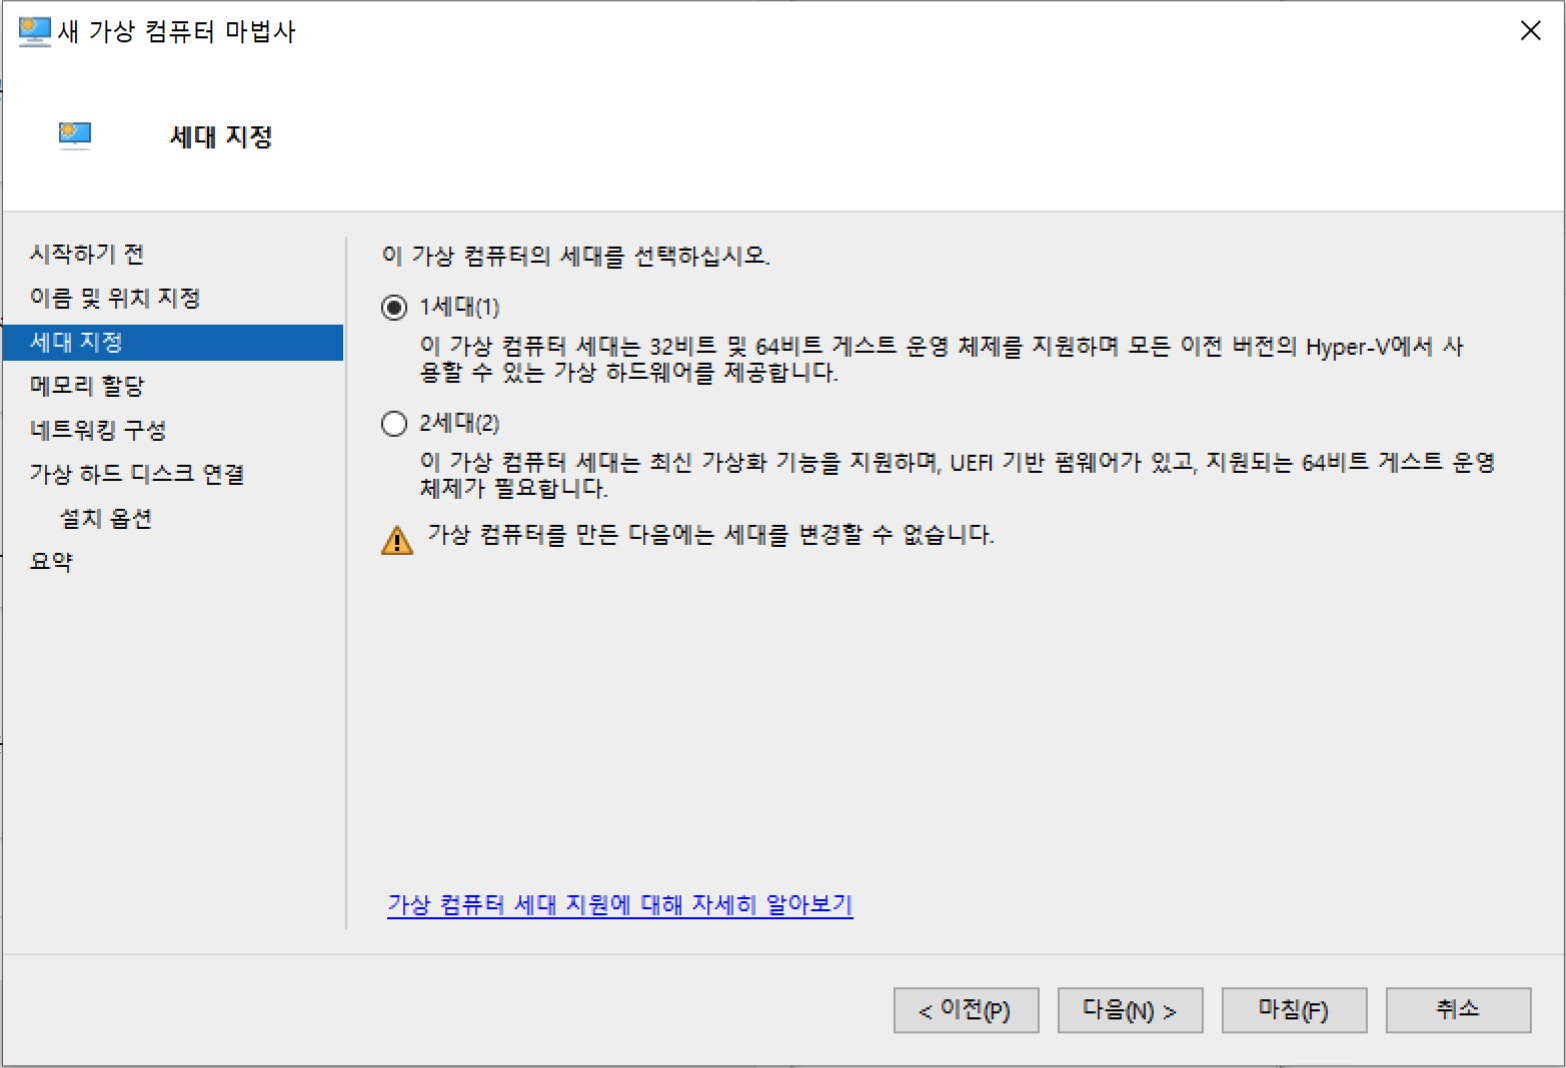 새 가상 컴퓨터 마법사
세대 지정
시작하기 전
이름 및 위치 지정
세대 지정
메모리 할당
네트워킹 구성
가상 하드 디스크 연결
설치 옵션
요약
이 가상 컴퓨터의 세대를 선택하십시오.
1세대(1)
이 가상 컴퓨터 세대는 32비트 및 64비트 게스트 운영 체제를 지원하며 모든 이전 버전의 Hyper-V에서 사
용할 수 있는 가상 하드웨어를 제공합니다.
2세대(2)
이 가상 컴퓨터 세대는 최신 가상화 기능을 지원하며, UEFI 기반 펌웨어가 있고, 지원되는 64비트 게스트 운영
체제가 필요합니다.
가상 컴퓨터를 만든 다음에는 세대를 변경할 수 없습니다.
가상 컴퓨터 세대 지원에 대해 자세히 알아보기
< 이전(P)
다음(N) >
마침(F)
취소